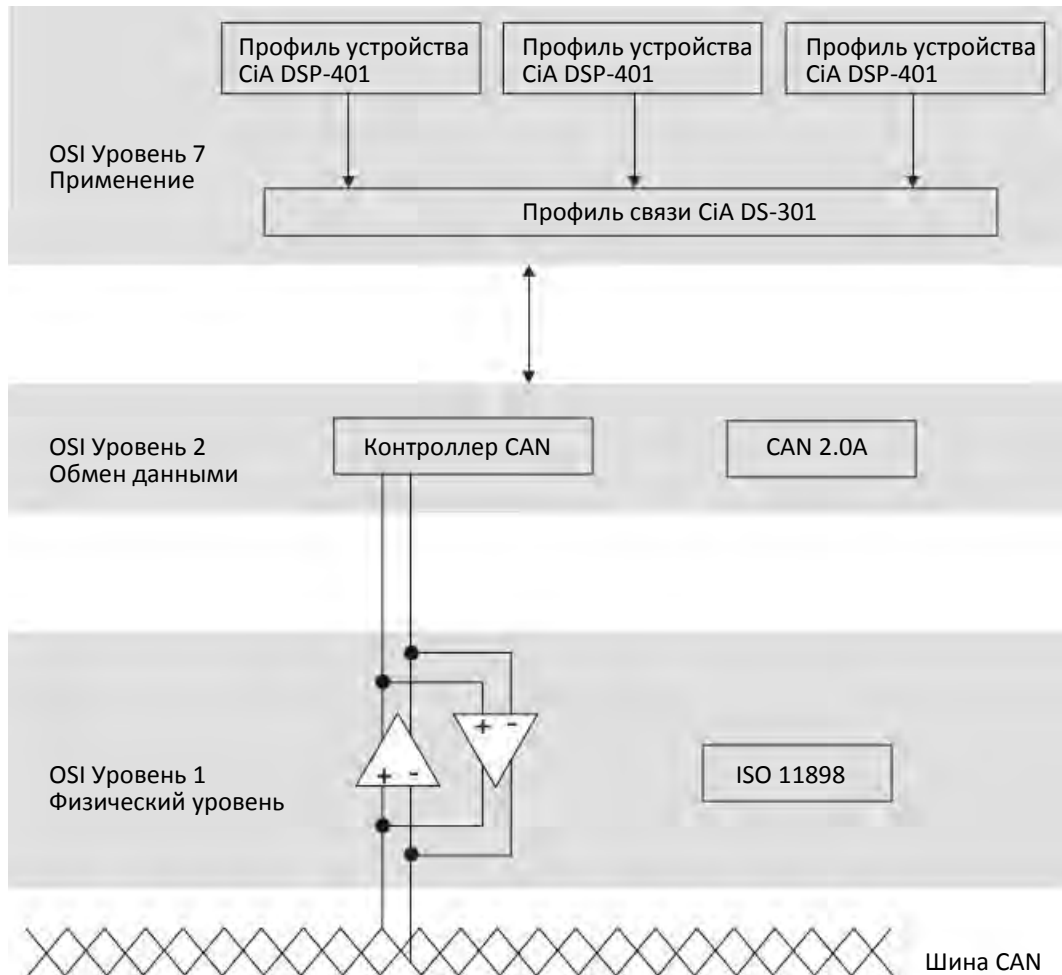 Профиль устройства
CiA DSP-401
Профиль устройства
CiA DSP-401
Профиль устройства
CiA DSP-401
OSI Уровень 7
Применение
Профиль связи CiA DS-301
OSI Уровень 2
Обмен данными
Контроллер CAN
CAN 2.0A
+ -
+ -
OSI Уровень 1
Физический уровень
ISO 11898
Шина CAN